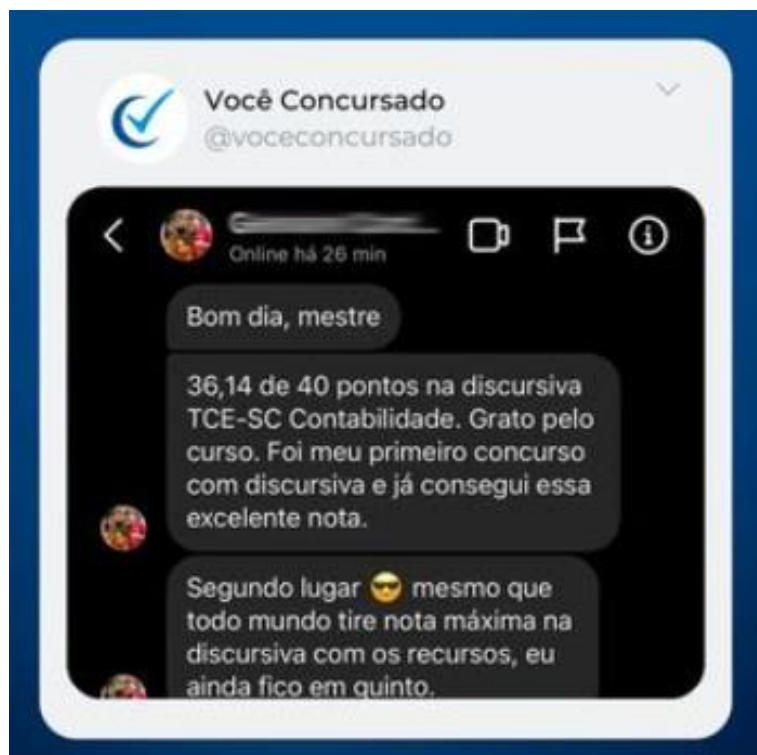 Você Concursado
@voceconcursado
Online há 26 min
Bom dia, mestre
36,14 de 40 pontos na discursiva
TCE-SC Contabilidade. Grato pelo
curso. Foi meu primeiro concurso
com discursiva e já consegui essa
excelente nota.
Segundo lugar 😎 mesmo que
todo mundo tire nota máxima na
discursiva com os recursos, eu
ainda fico em quinto.